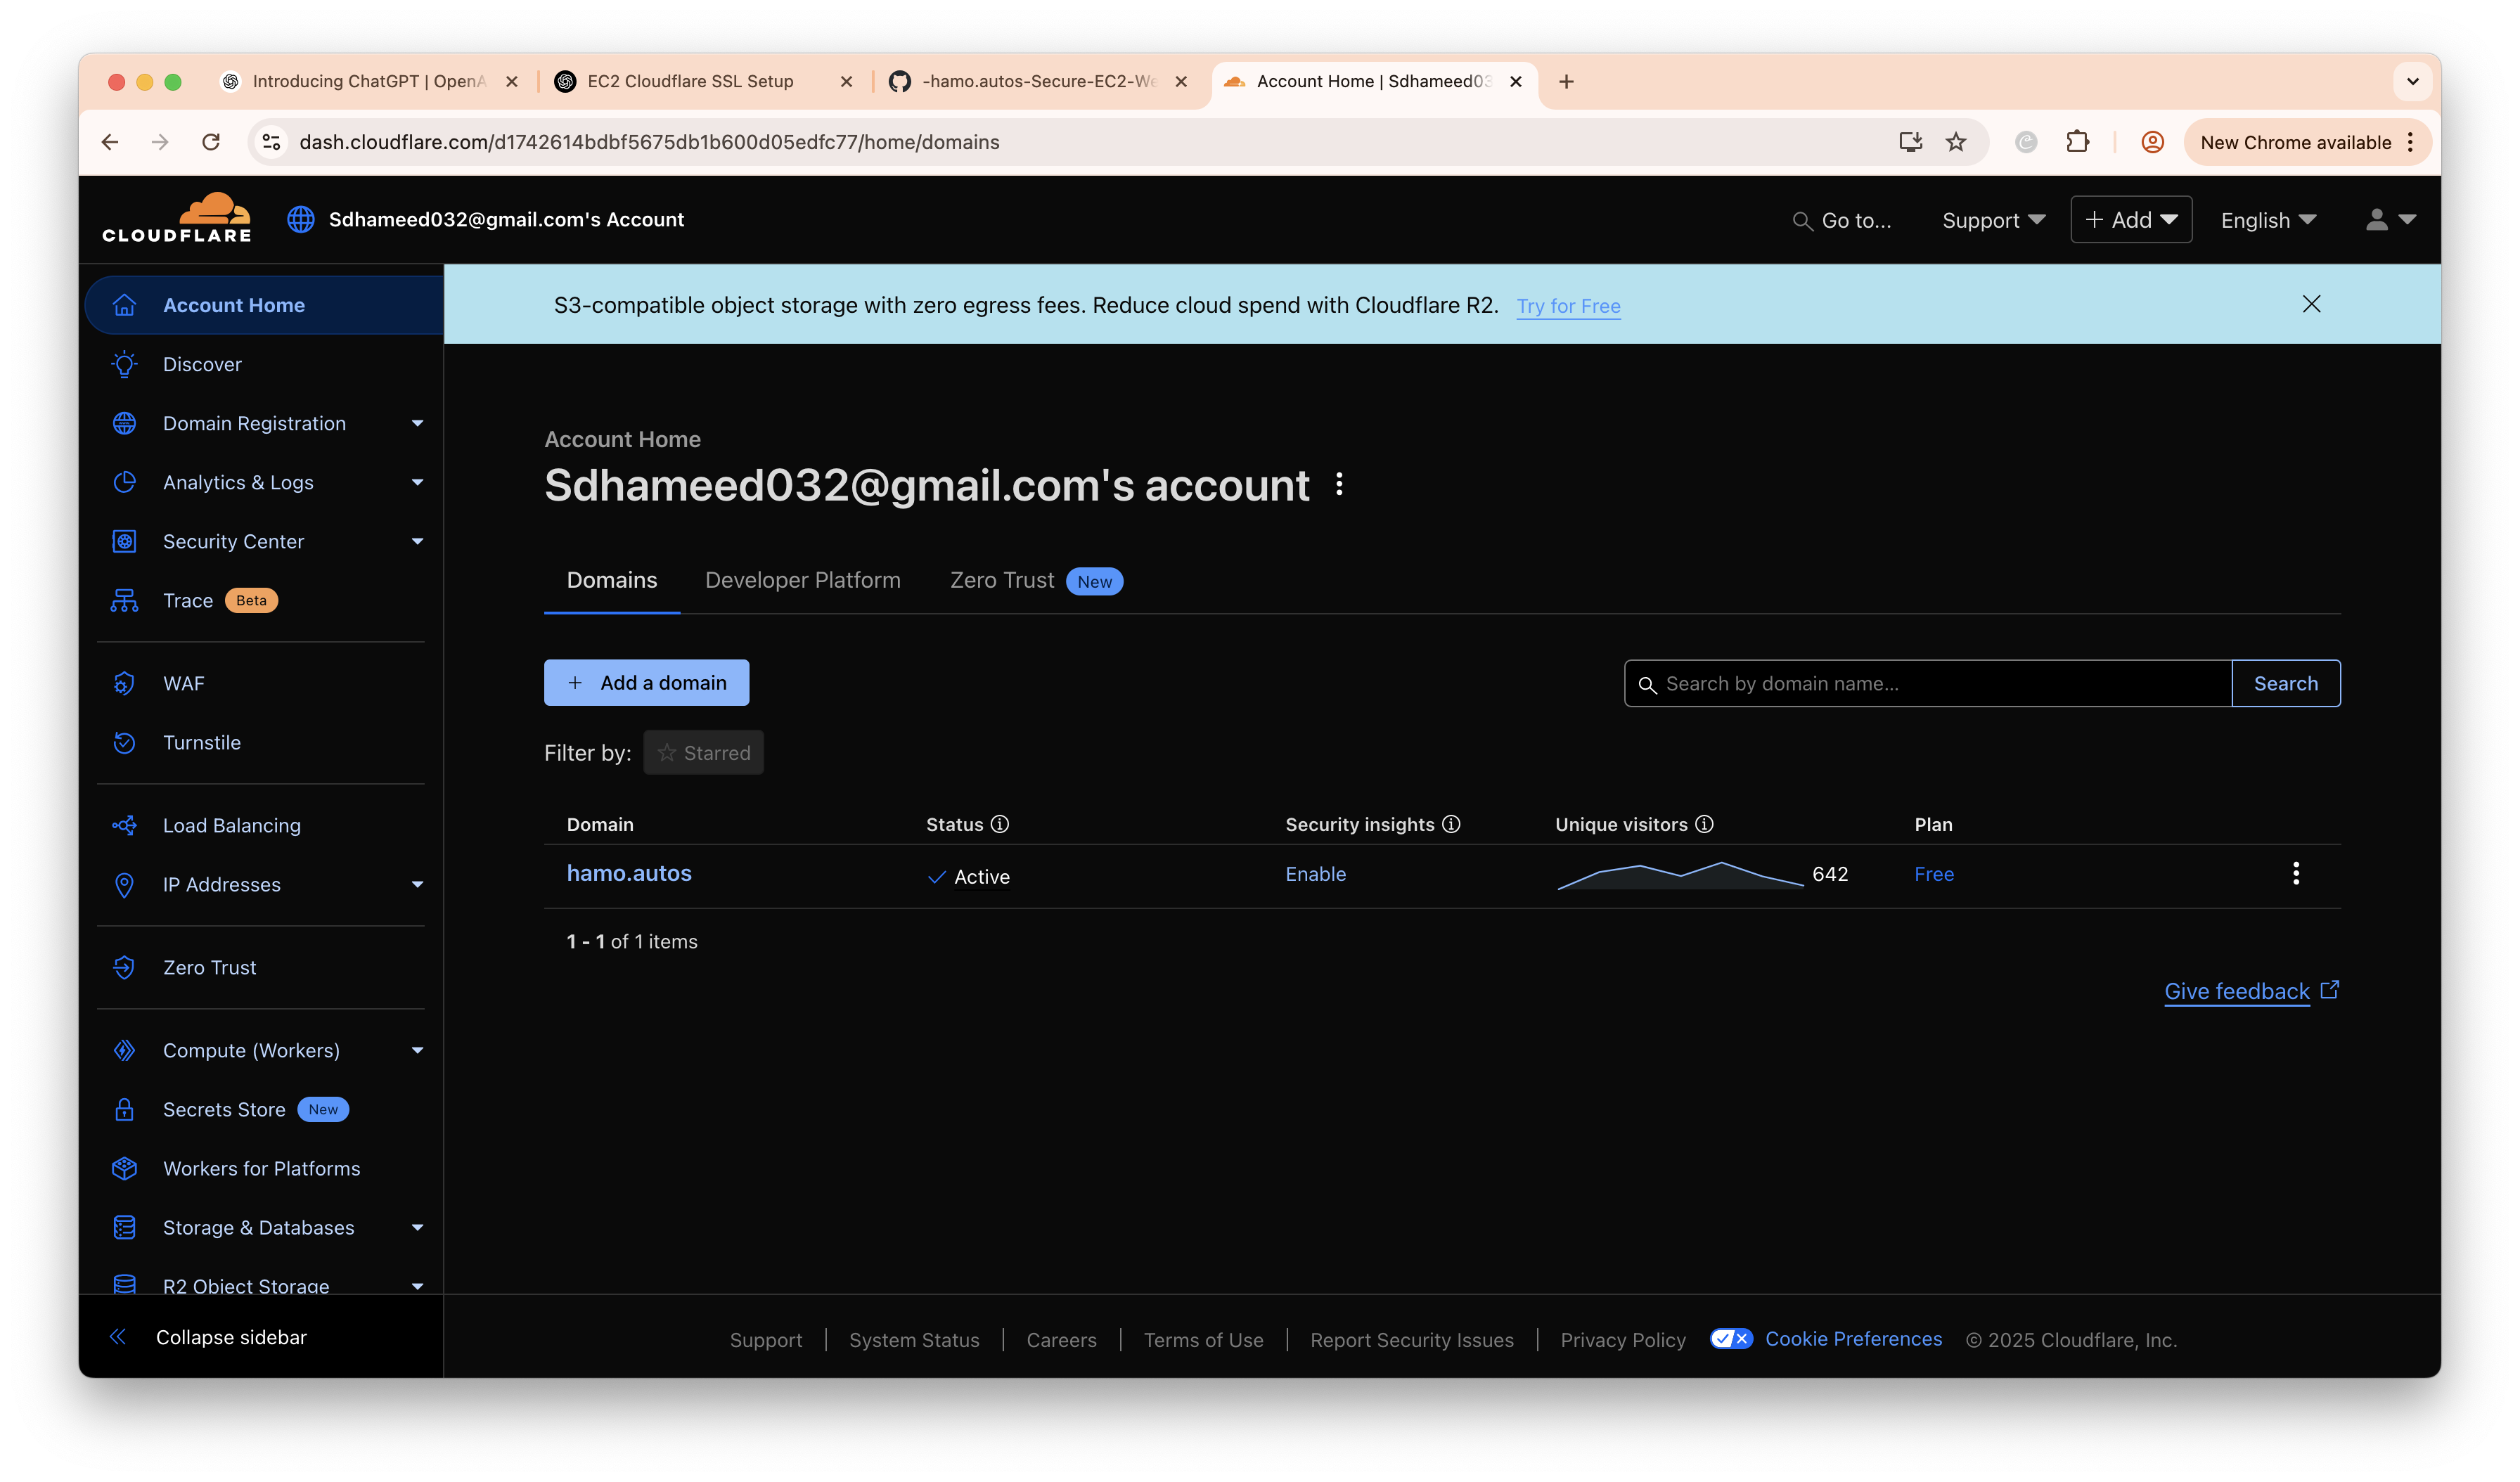 Introducing ChatGPT | OpenA
EC2 Cloudflare SSL Setup
-hamo.autos-Secure-EC2-We
Account Home | Sdhameed03
dash.cloudflare.com/d1742614bdbf5675db1b600d05edfc77/home/domains
New Chrome available
CLOUDFLARE
Sdhameed032@gmail.com's Account
Go to...
Support
+ Add
English
Account Home
Discover
Domain Registration
Analytics & Logs
Security Center
Trace Beta
WAF
Turnstile
Load Balancing
IP Addresses
Zero Trust
Compute (Workers)
Secrets Store New
Workers for Platforms
Storage & Databases
R2 Object Storage
Collapse sidebar
S3-compatible object storage with zero egress fees. Reduce cloud spend with Cloudflare R2. Try for Free
Account Home
Sdhameed032@gmail.com's account
Domains Developer Platform Zero Trust New
+ Add a domain
Search by domain name...
Search
Filter by: Starred
Domain Status Security insights Unique visitors Plan
hamo.autos Active Enable 642 Free
1 - 1 of 1 items
Give feedback
Support | System Status | Careers | Terms of Use | Report Security Issues | Privacy Policy Cookie Preferences © 2025 Cloudflare, Inc.